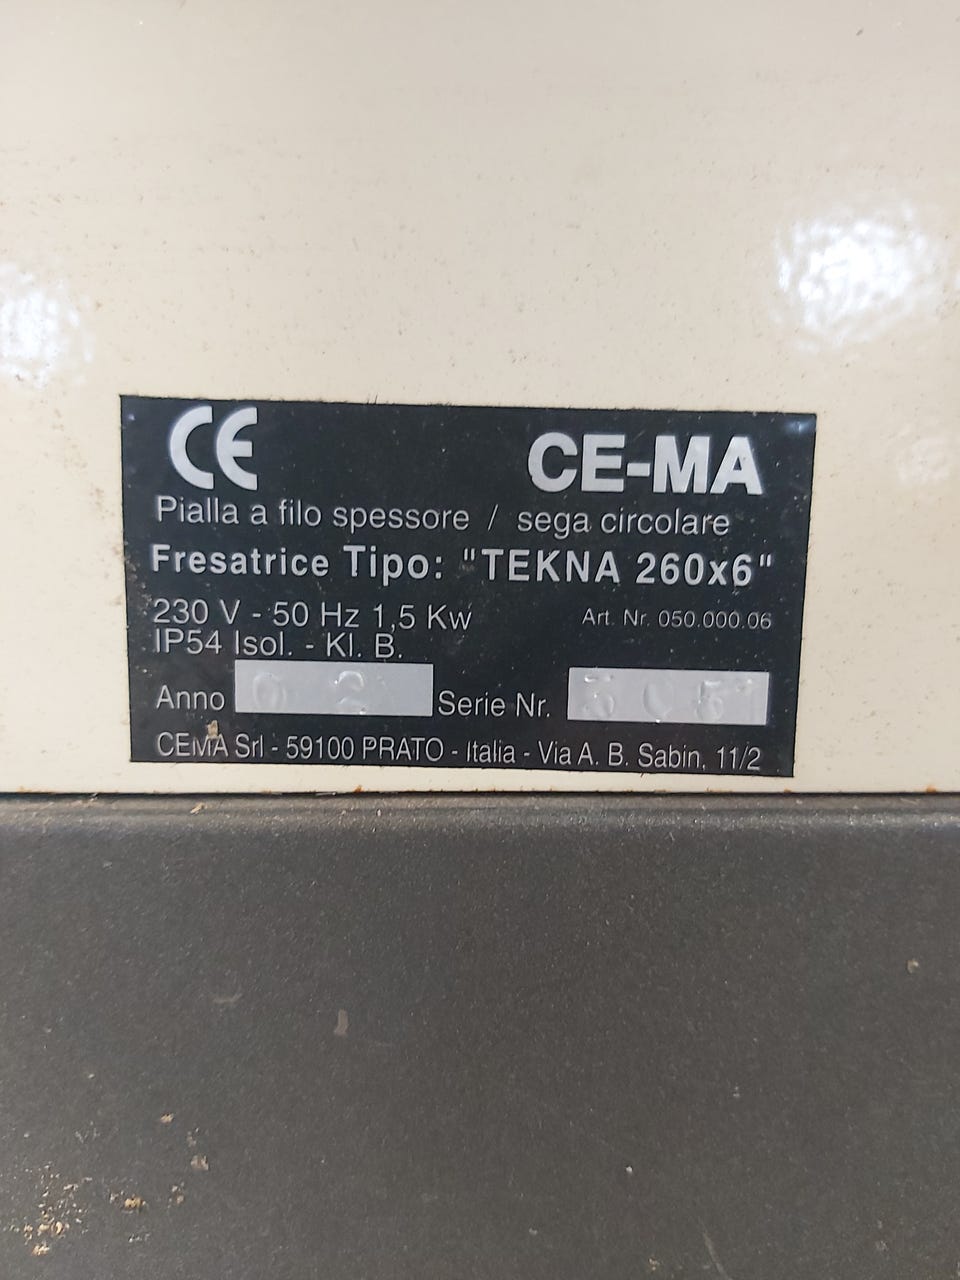 CE
CE-MA
Pialla a filo spessore / sega circolare
Fresatrice Tipo: "TEKNA 260x6"
230 V - 50 Hz 1,5 Kw Art. Nr. 050.000.06
IP54 Isol. - Kl. B.
Anno 02 Serie Nr.
CEMA Srl - 59100 PRATO - Italia - Via A. B. Sabin, 11/2